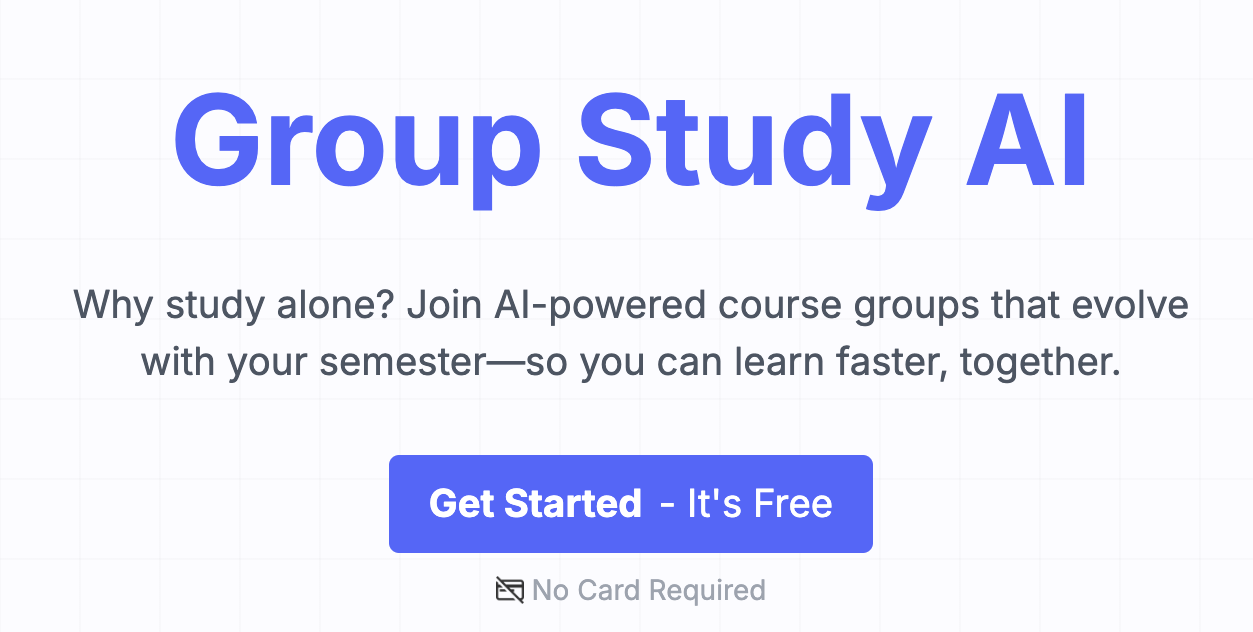 Group Study AI
Why study alone? Join AI-powered course groups that evolve
with your semester—so you can learn faster, together.
Get Started - It's Free
No Card Required